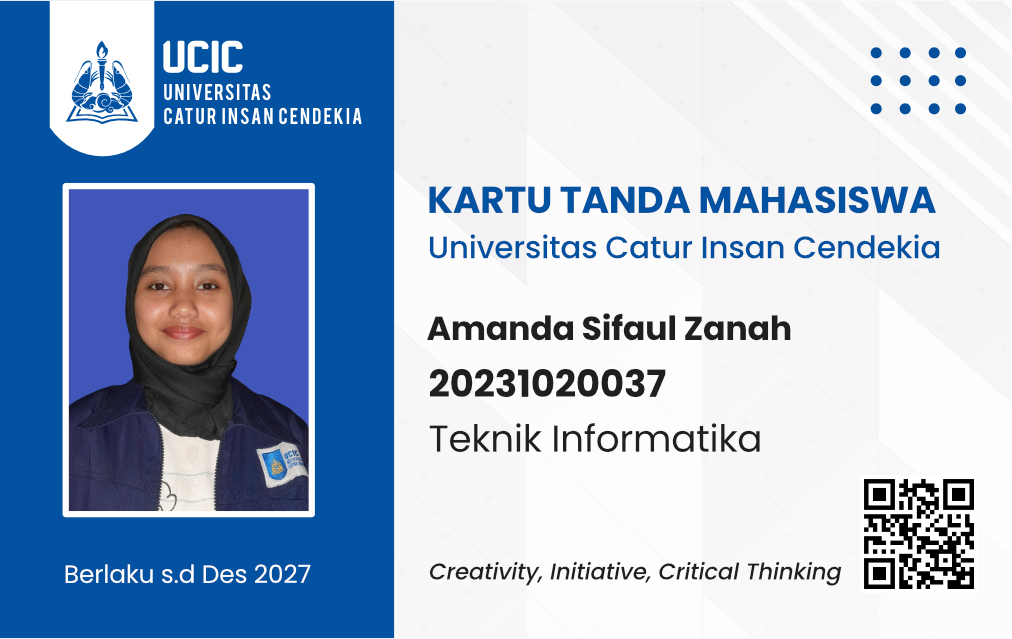 UCIC
UNIVERSITAS
CATUR INSAN CENDEKIA
KARTU TANDA MAHASISWA
Universitas Catur Insan Cendekia
Amanda Sifaul Zanah
20231020037
Teknik Informatika
UCIC
Berlaku s.d Des 2027
Creativity, Initiative, Critical Thinking